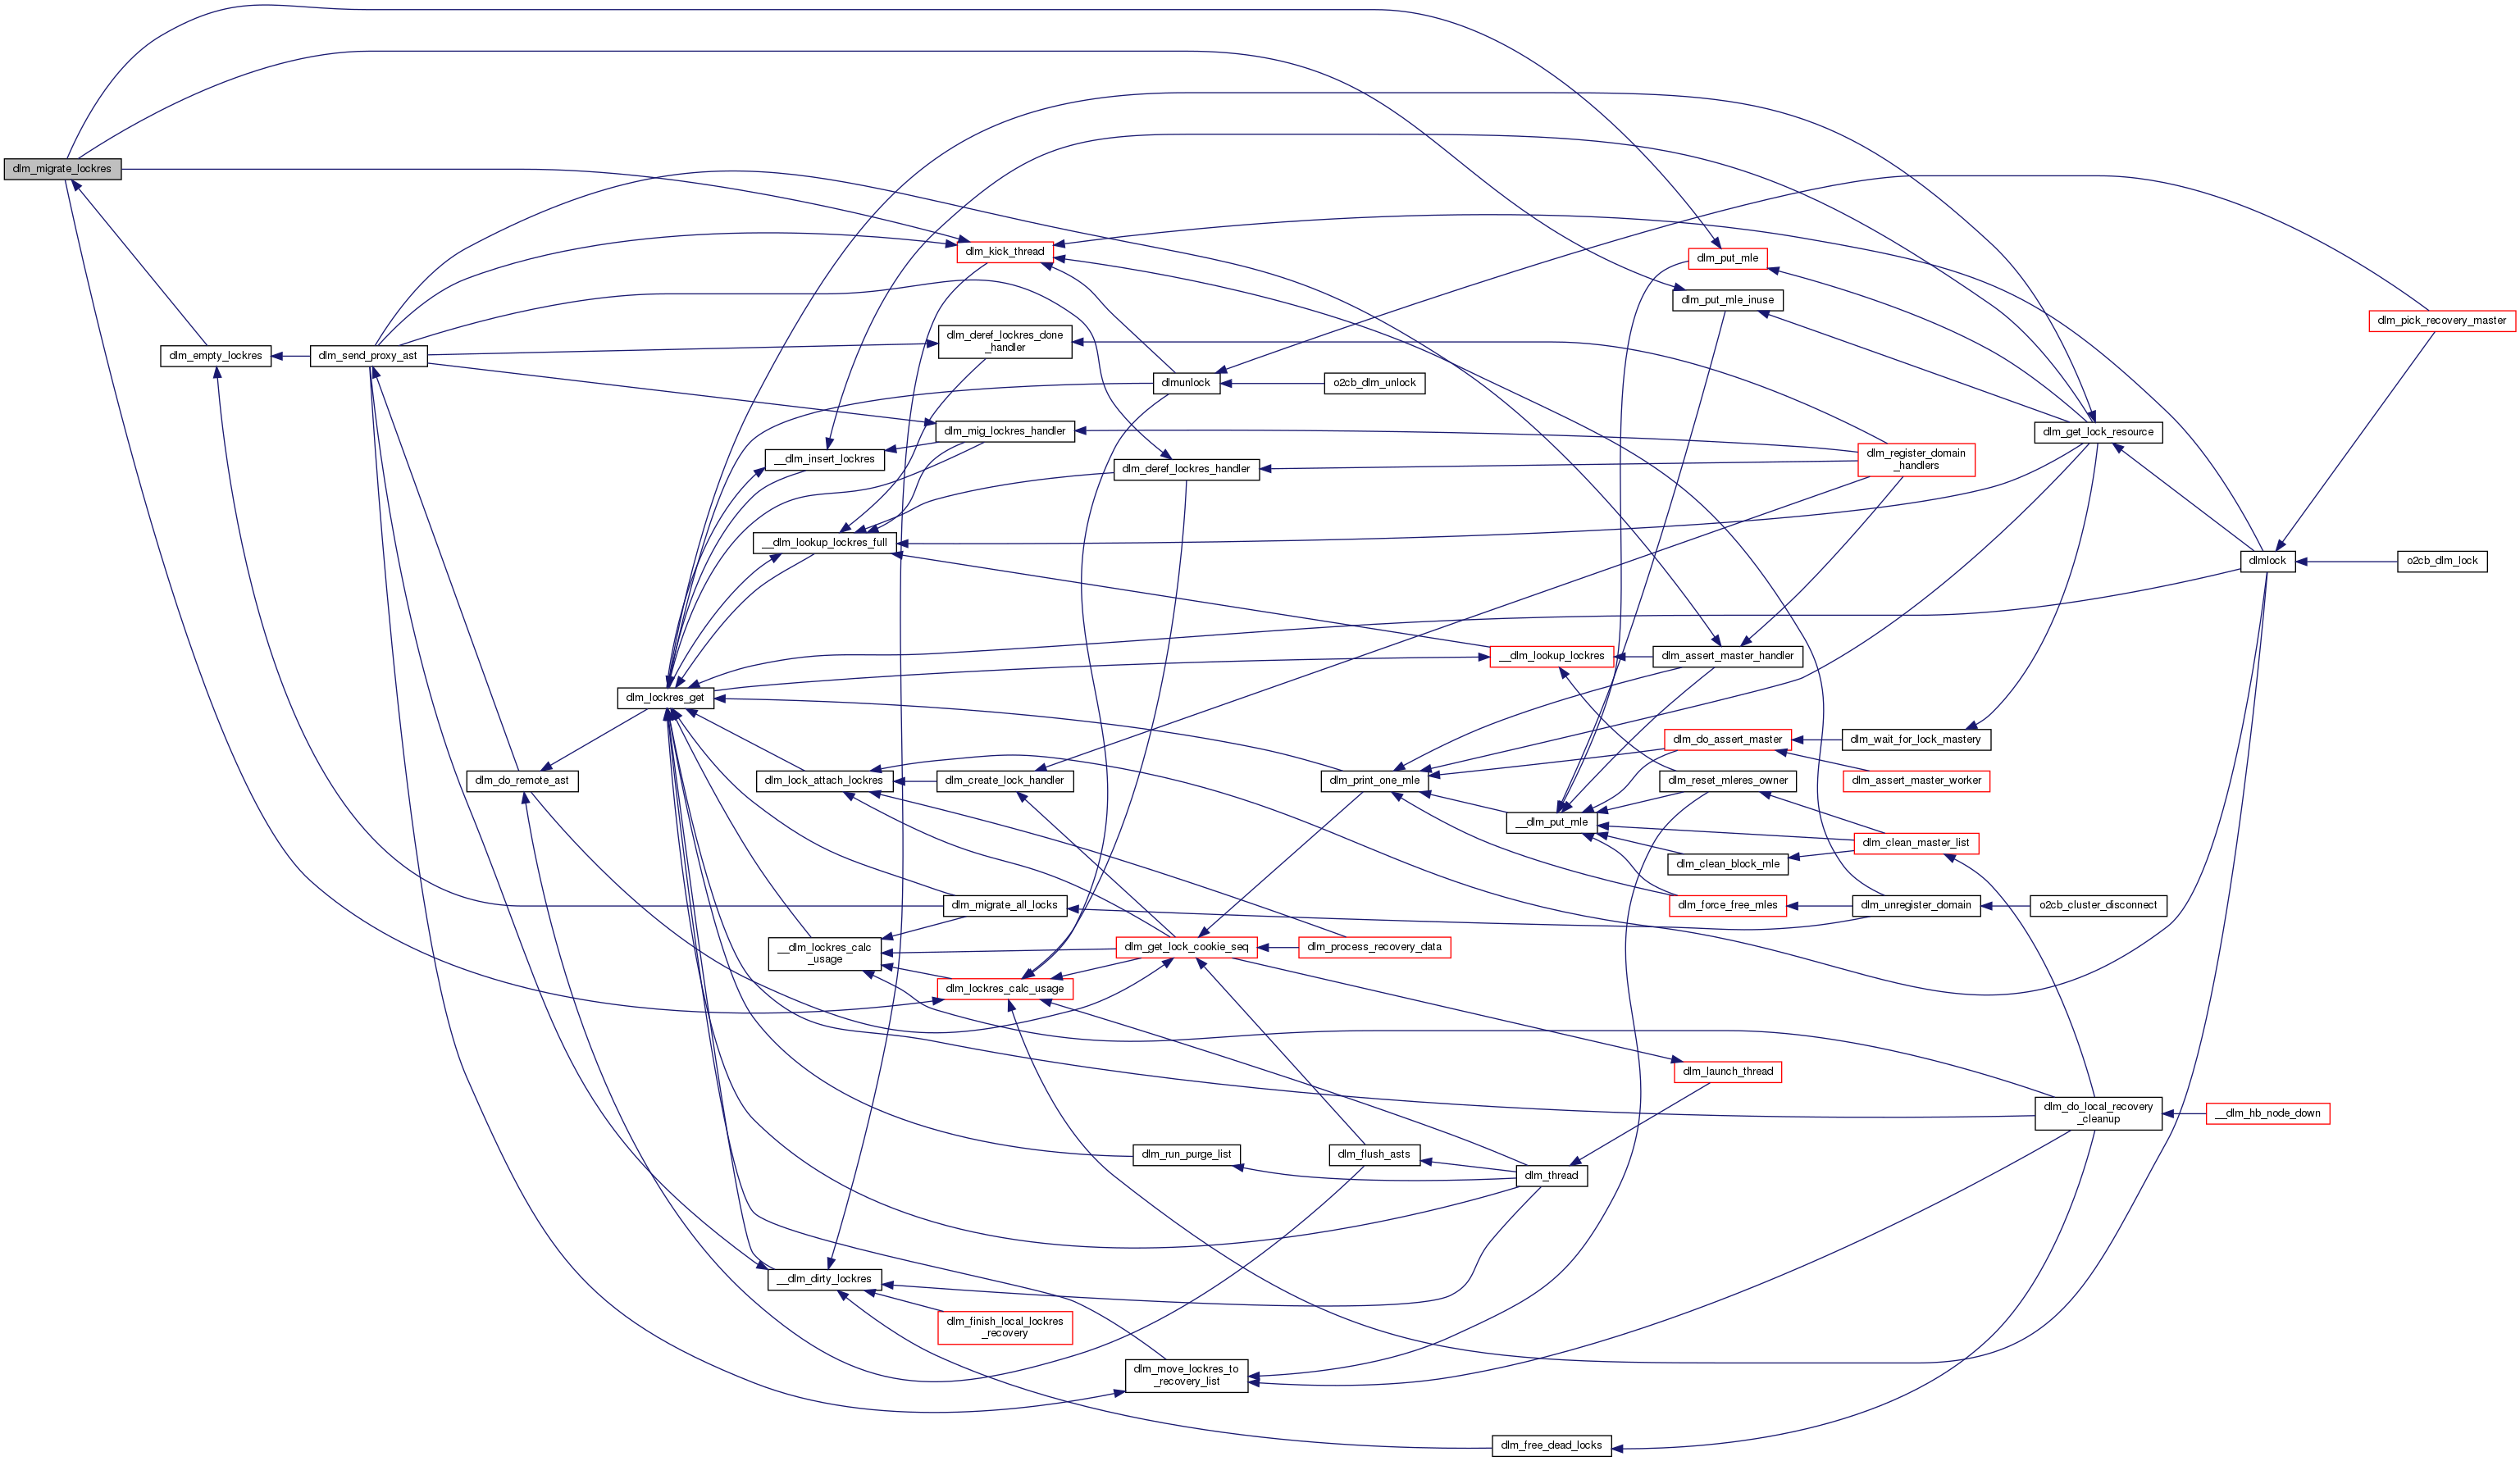 dlm_migrate_lockres
dlm_kick_thread
dlm_put_mle
dlm_put_mle_inuse
dlm_pick_recovery_master
dlm_empty_lockres
dlm_send_proxy_ast
dlm_deref_lockres_done
_handler
dlmunlock
o2cb_dlm_unlock
dlm_mig_lockres_handler
dlm_get_lock_resource
__dlm_insert_lockres
dlm_deref_lockres_handler
dlm_register_domain
_handlers
__dlm_lookup_lockres_full
dlmlock
o2cb_dlm_lock
__dlm_lookup_lockres
dlm_assert_master_handler
dlm_lockres_get
dlm_do_assert_master
dlm_wait_for_lock_mastery
dlm_do_remote_ast
dlm_lock_attach_lockres
dlm_create_lock_handler
dlm_print_one_mle
dlm_reset_mleres_owner
dlm_assert_master_worker
__dlm_put_mle
dlm_clean_master_list
dlm_clean_block_mle
dlm_migrate_all_locks
dlm_force_free_mles
dlm_unregister_domain
o2cb_cluster_disconnect
__dlm_lockres_calc
_usage
dlm_get_lock_cookie_seq
dlm_process_recovery_data
dlm_lockres_calc_usage
dlm_launch_thread
dlm_do_local_recovery
_cleanup
__dlm_hb_node_down
dlm_run_purge_list
dlm_flush_asts
dlm_thread
__dlm_dirty_lockres
dlm_finish_local_lockres
_recovery
dlm_move_lockres_to
_recovery_list
dlm_free_dead_locks